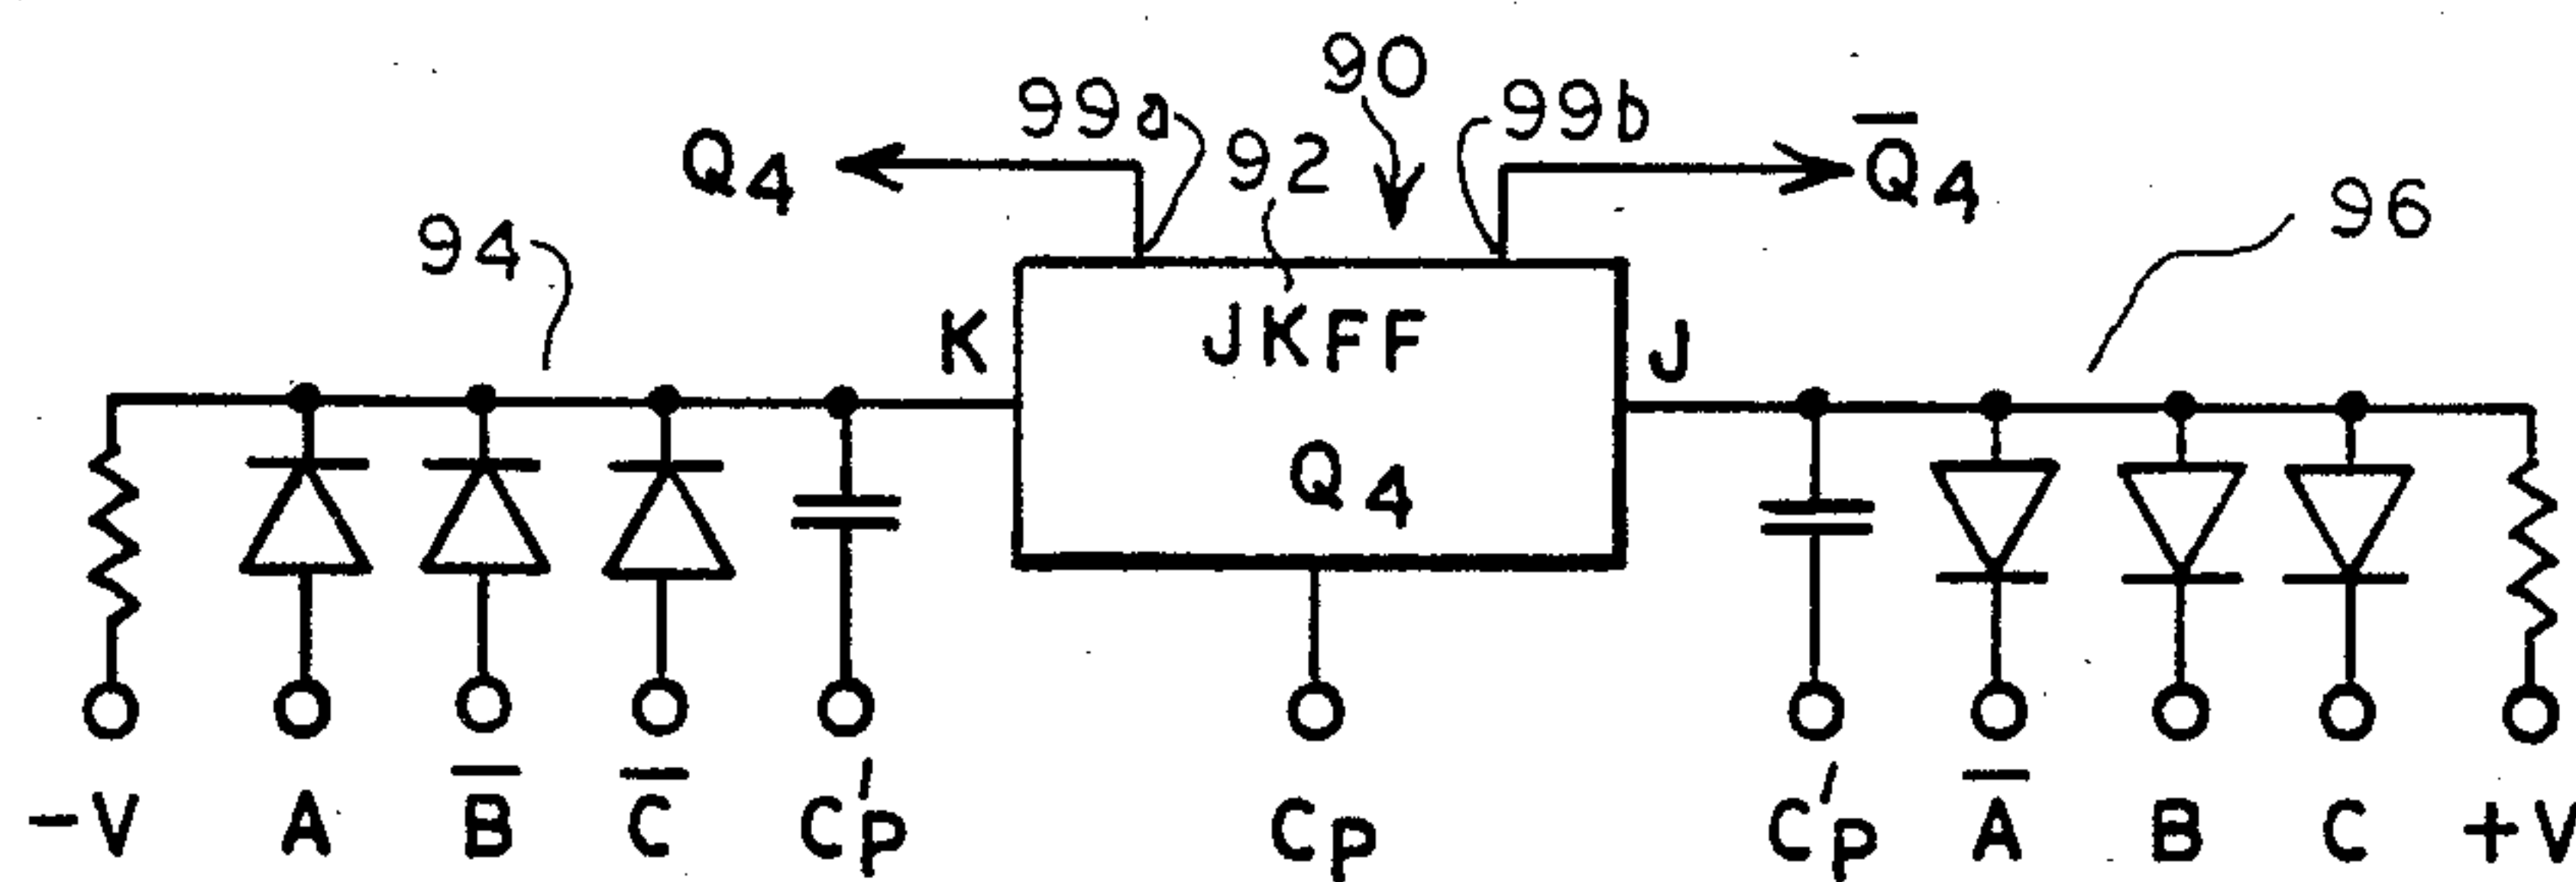 90
99a 99b
Q4 92 Q̅4
94 96
K JKFF J
Q4
-V A B̅ C̅ C'P CP C'P A̅ B C +V